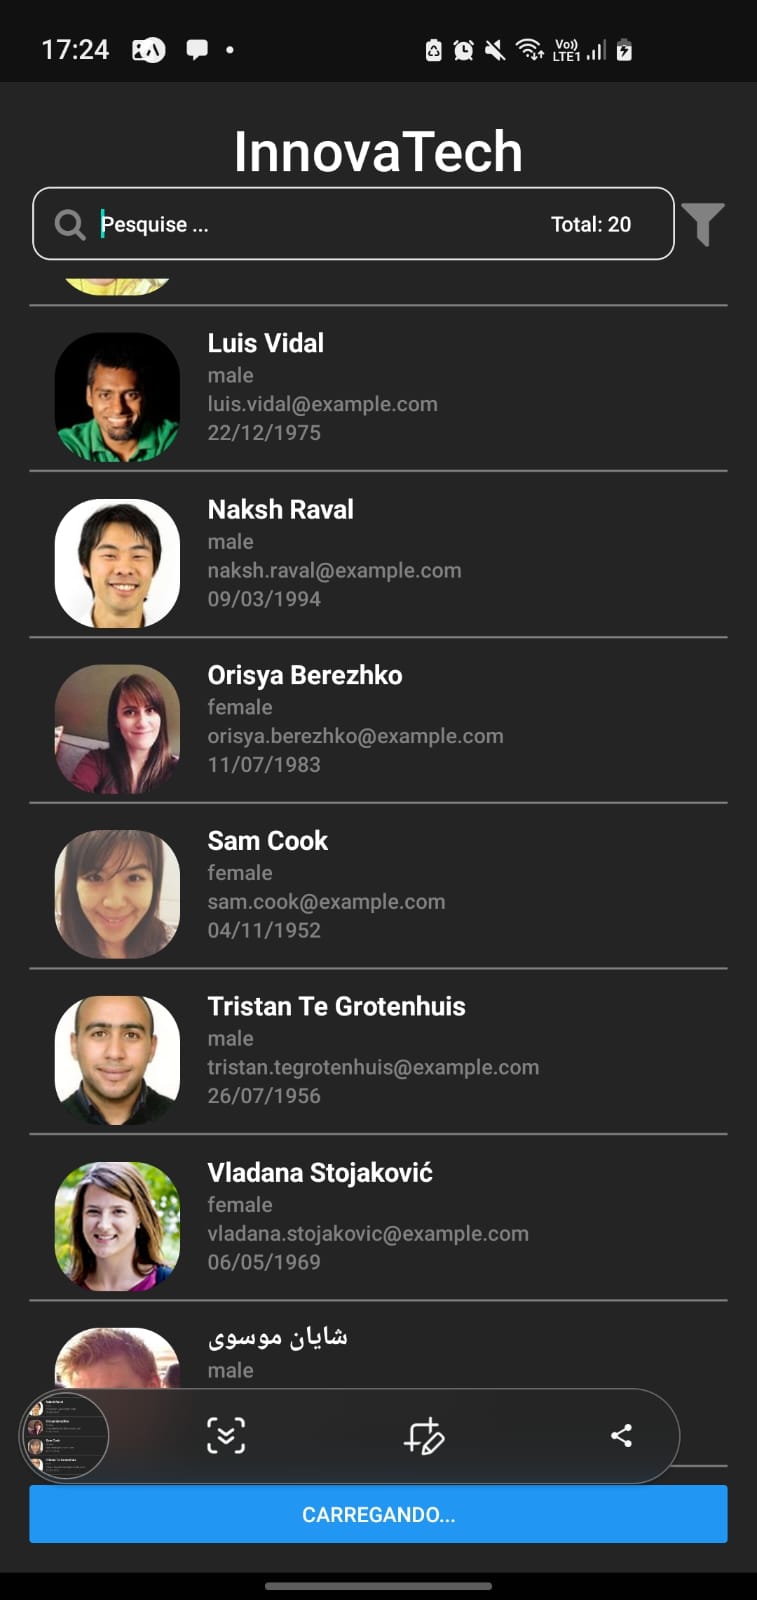 17:24
Vo))
LTE1
InnovaTech
Pesquise ...
Total: 20
Luis Vidal
male
luis.vidal@example.com
22/12/1975
Naksh Raval
male
naksh.raval@example.com
09/03/1994
Orisya Berezhko
female
orisya.berezhko@example.com
11/07/1983
Sam Cook
female
sam.cook@example.com
04/11/1952
Tristan Te Grotenhuis
male
tristan.tegrotenhuis@example.com
26/07/1956
Vladana Stojaković
female
vladana.stojakovic@example.com
06/05/1969
شایان موسوی
male
CARREGANDO...